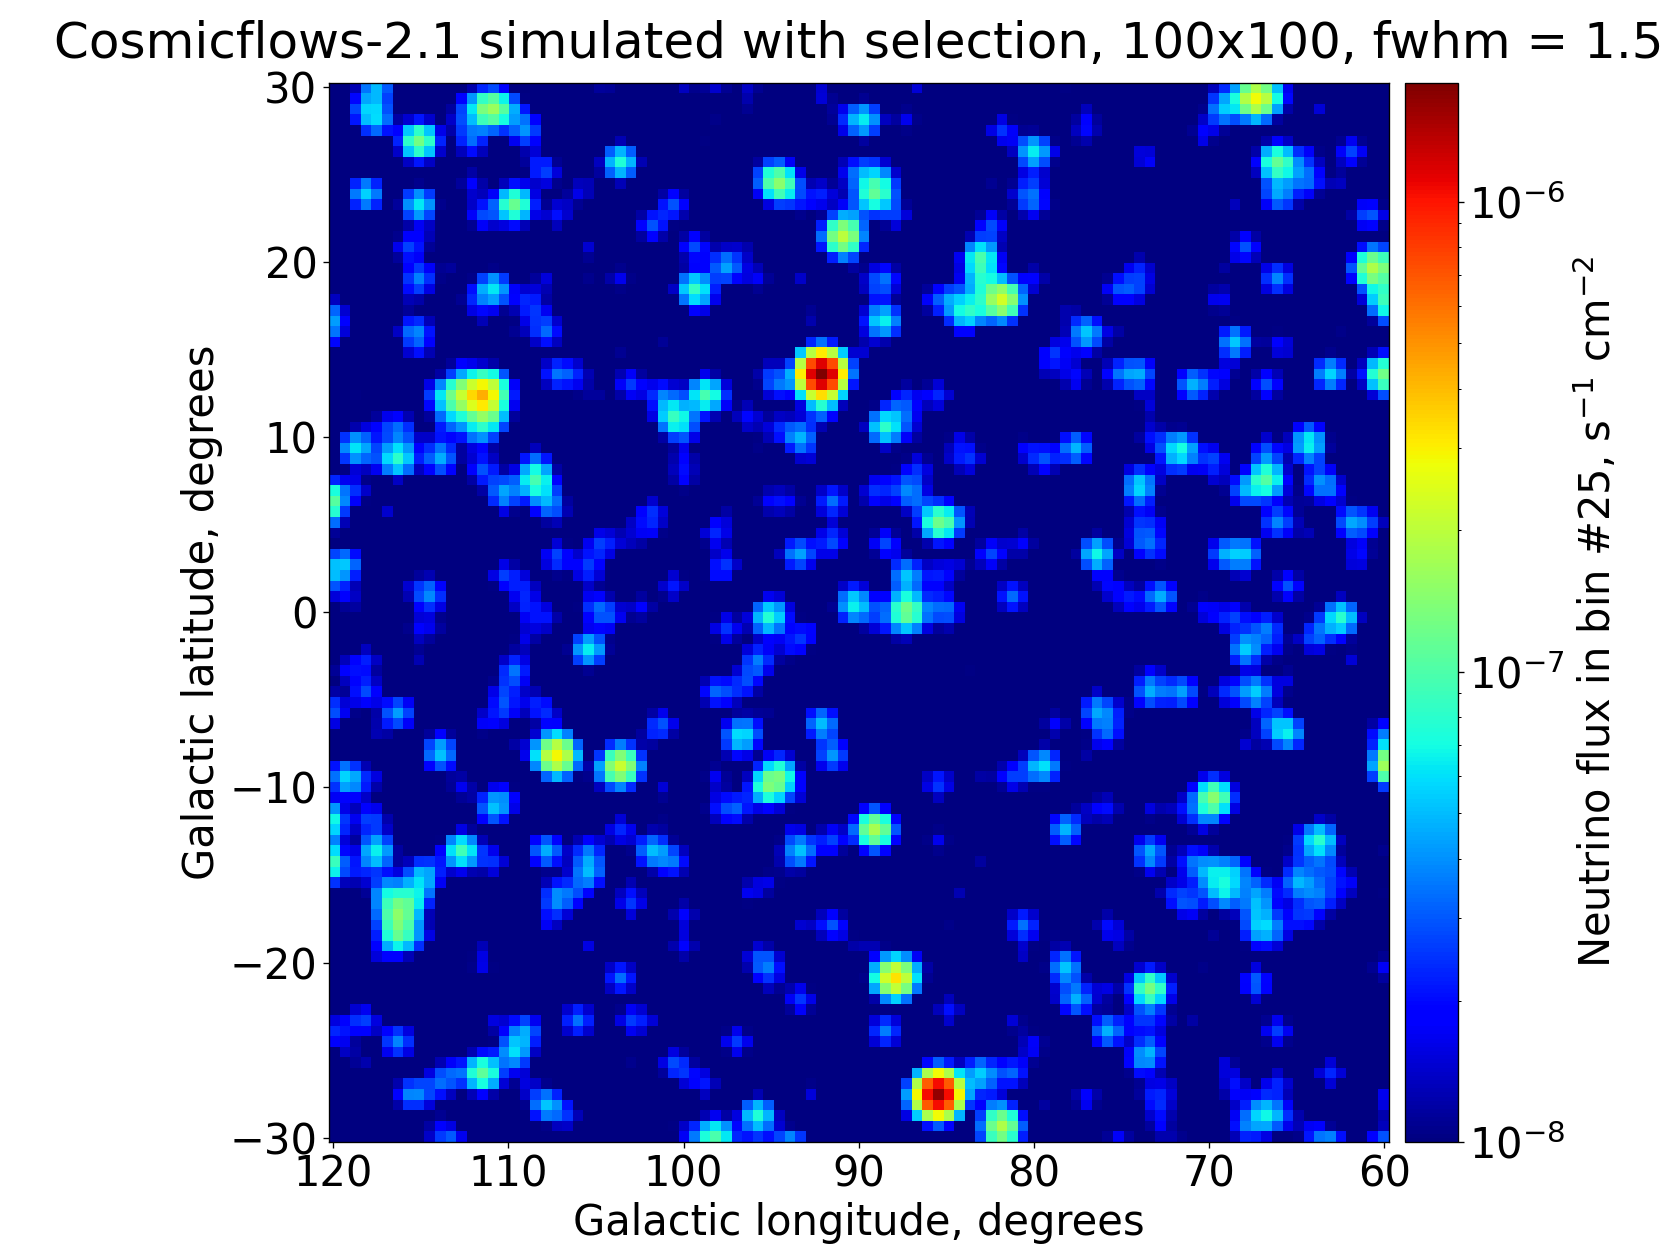 Cosmicflows-2.1 simulated with selection, 100x100, fwhm = 1.5
30
20
10
0
−10
−20
−30
120 110 100 90 80 70 60
Galactic longitude, degrees
Galactic latitude, degrees
10⁻⁶
10⁻⁷
10⁻⁸
Neutrino flux in bin #25, s⁻¹ cm⁻²